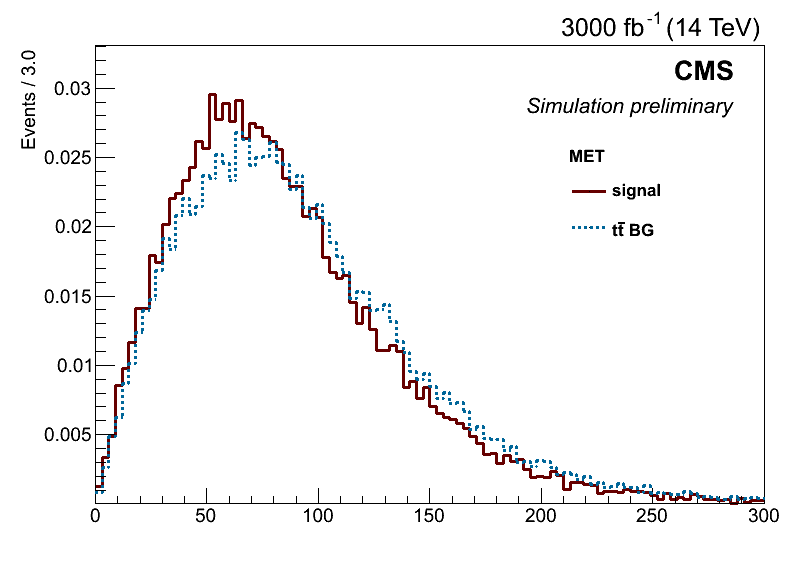 3000 fb⁻¹ (14 TeV)
CMS
Simulation preliminary
MET
signal
tt̄ BG
Events / 3.0
0.03
0.025
0.02
0.015
0.01
0.005
0 50 100 150 200 250 300